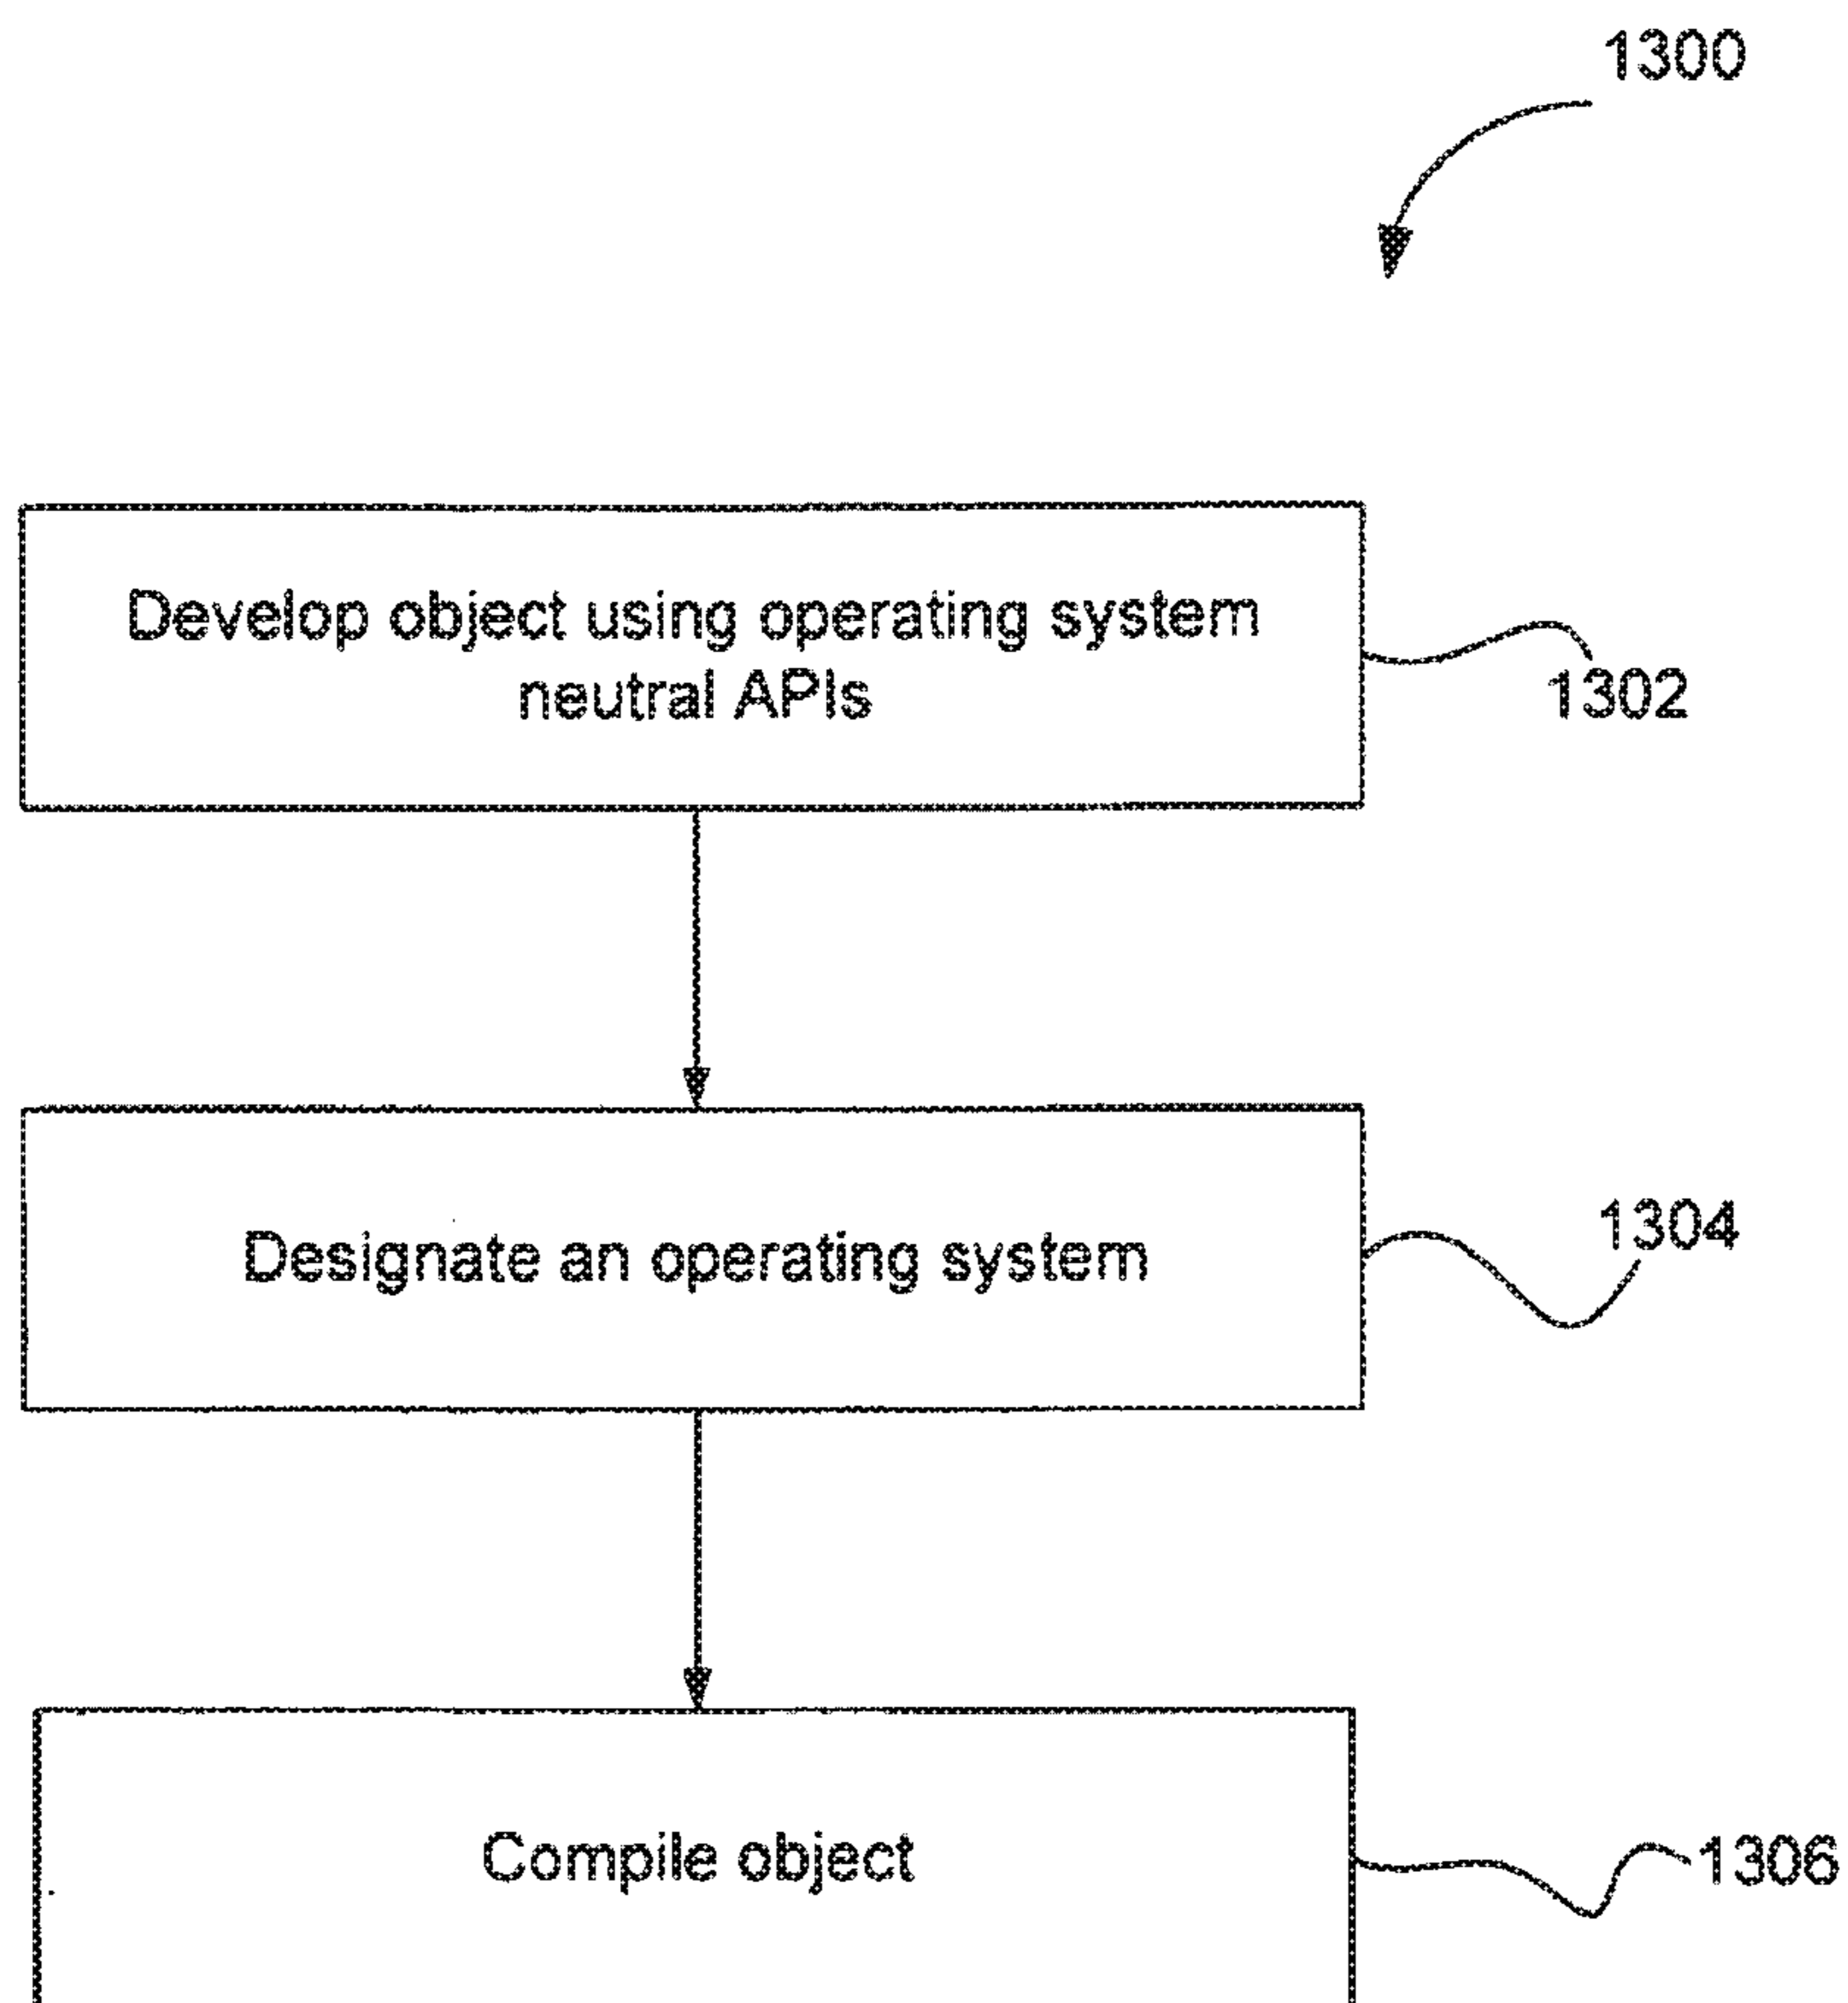 1300
Develop object using operating system
neutral APIs
1302
Designate an operating system
1304
Compile object
1306